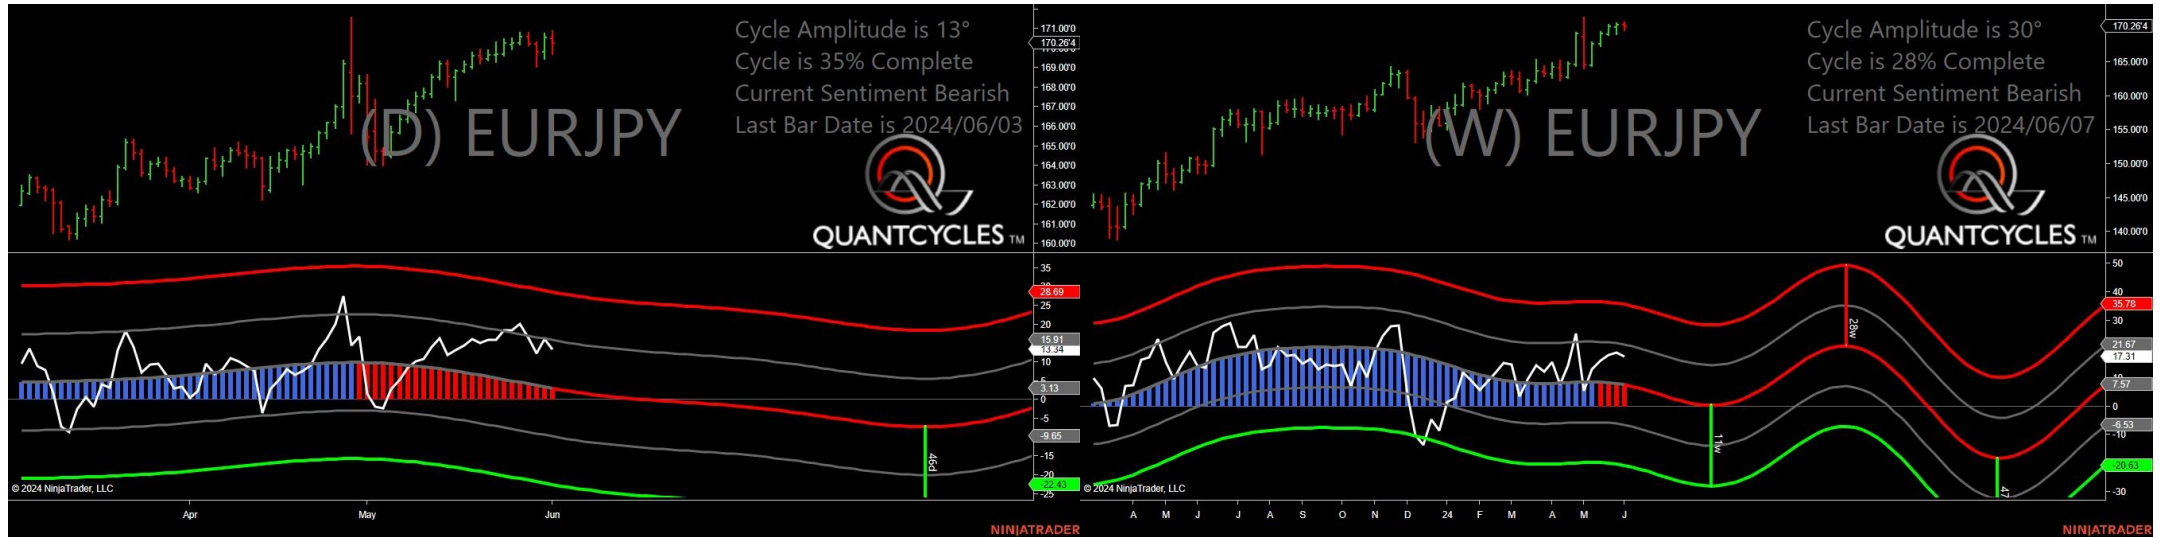 Cycle Amplitude is 13°
Cycle is 35% Complete
Current Sentiment Bearish
Last Bar Date is 2024/06/03
(D) EURJPY
QUANTCYCLES TM
171.00'0
170.26'4
169.00'0
168.00'0
167.00'0
166.00'0
165.00'0
164.00'0
163.00'0
162.00'0
161.00'0
160.00'0
35
28.69
25
20
15.91
13.34
10
3.13
0
-5
-9.65
-15
-20
-22.43
-25
46d
© 2024 NinjaTrader, LLC
Apr
May
Jun
NINJATRADER
Cycle Amplitude is 30°
Cycle is 28% Complete
Current Sentiment Bearish
Last Bar Date is 2024/06/07
(W) EURJPY
QUANTCYCLES TM
170.26'4
165.00'0
160.00'0
155.00'0
150.00'0
145.00'0
140.00'0
50
40
35.78
30
21.67
17.31
7.57
0
-6.53
-10
-20.63
-30
28w
11w
47
© 2024 NinjaTrader, LLC
A M J J A S O N D 24 F M A M J
NINJATRADER